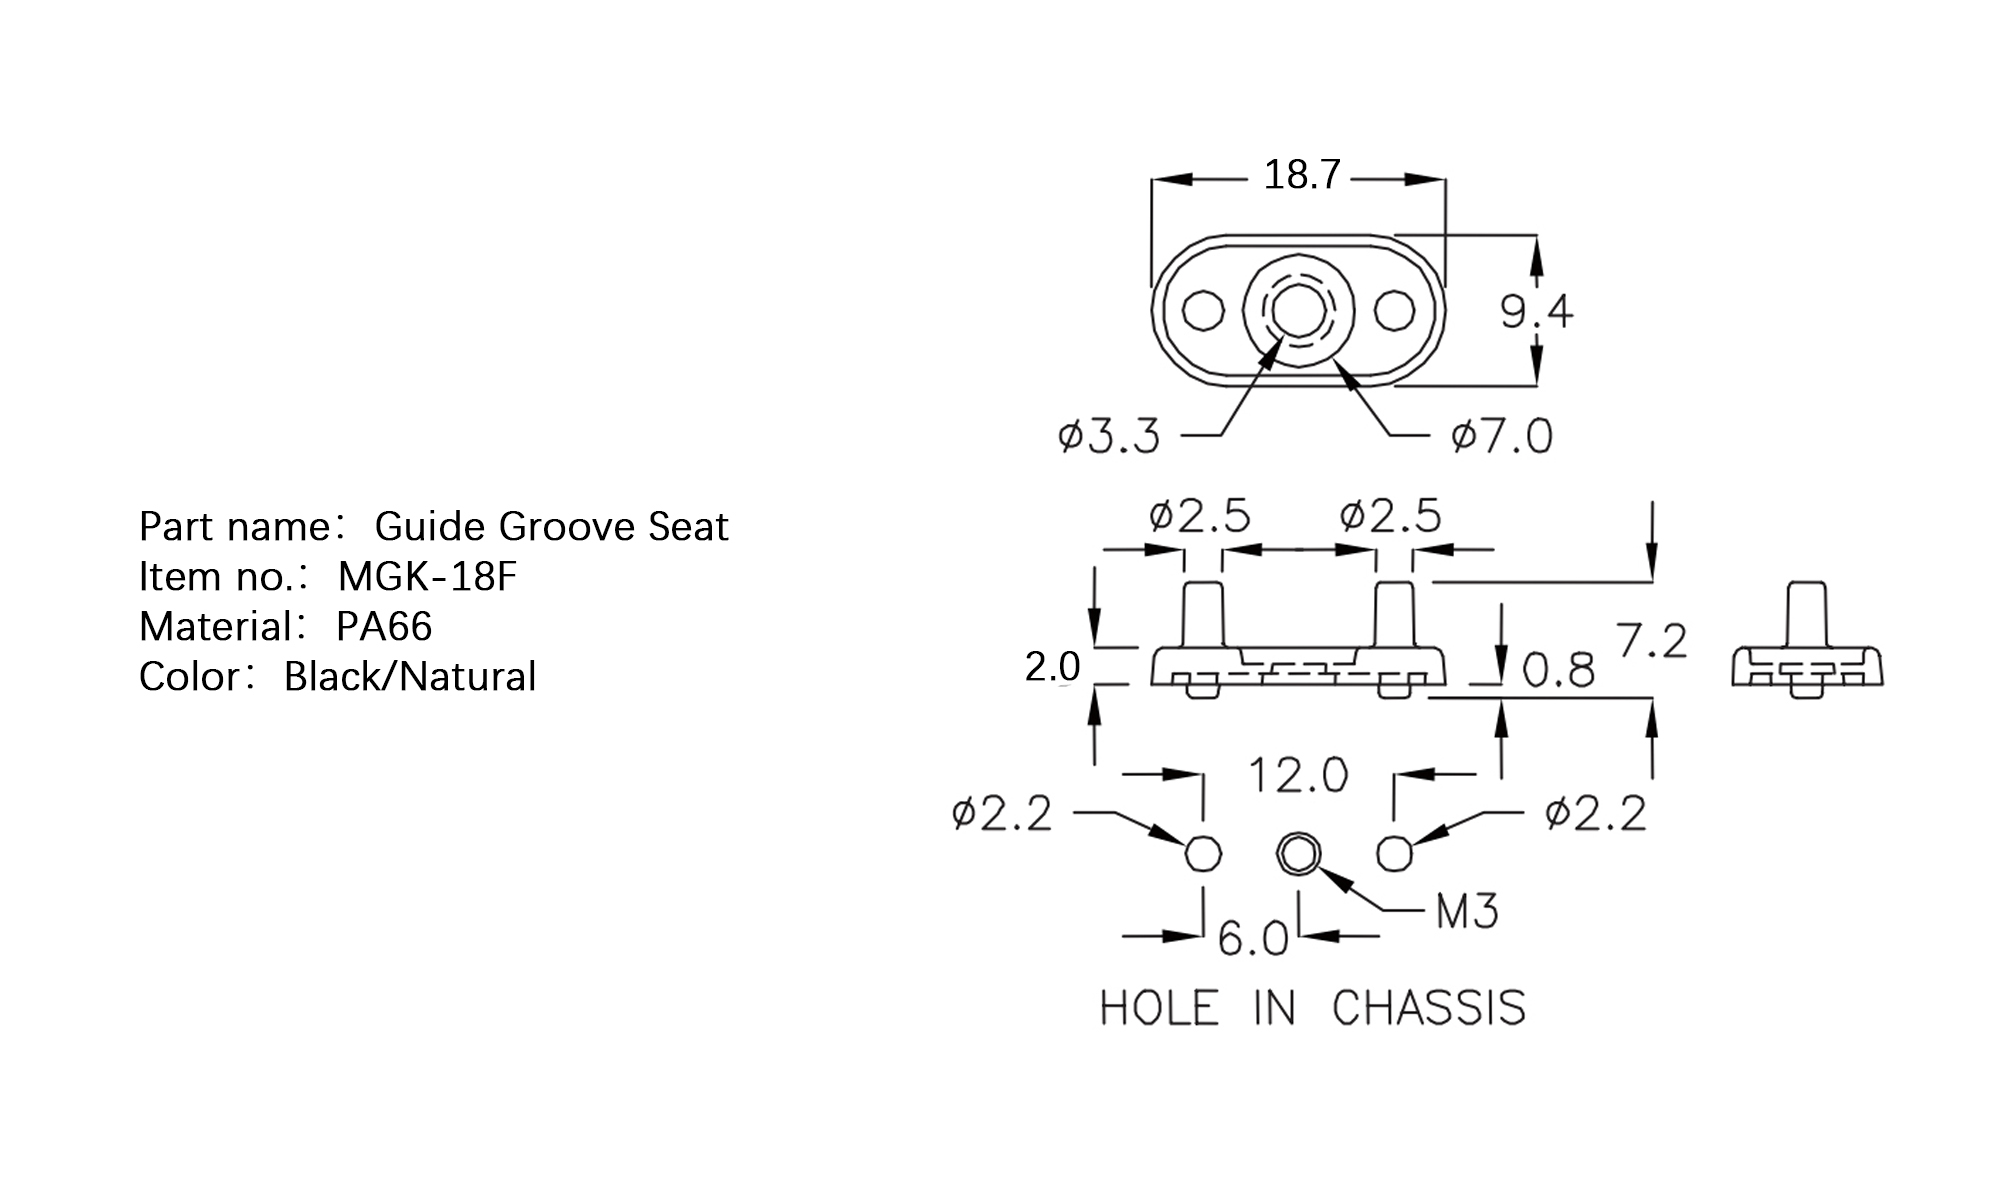 18.7
9.4
ø3.3
ø7.0
ø2.5
ø2.5
Part name： Guide Groove Seat
Item no.： MGK-18F
Material： PA66
Color： Black/Natural
2.0
0.8
7.2
12.0
ø2.2
ø2.2
M3
6.0
HOLE IN CHASSIS